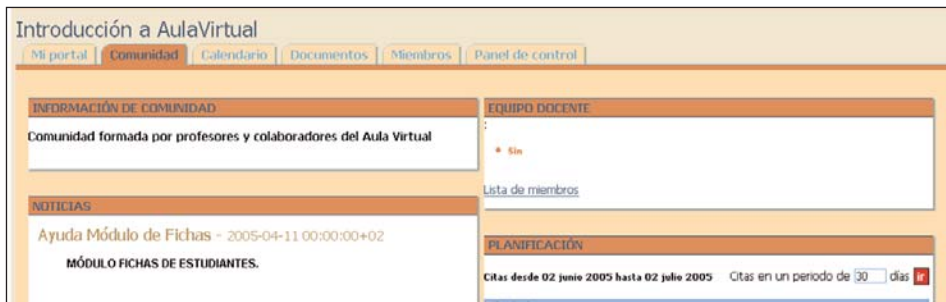 Introducción a AulaVirtual
Mi portal Comunidad Calendario Documentos Miembros Panel de control
INFORMACIÓN DE COMUNIDAD
Comunidad formada por profesores y colaboradores del Aula Virtual
NOTICIAS
Ayuda Módulo de Fichas - 2005-04-11 00:00:00+02
MÓDULO FICHAS DE ESTUDIANTES.
EQUIPO DOCENTE
:
Sin
Lista de miembros
PLANIFICACIÓN
Citas desde 02 junio 2005 hasta 02 julio 2005 Citas en un periodo de 30 días ir